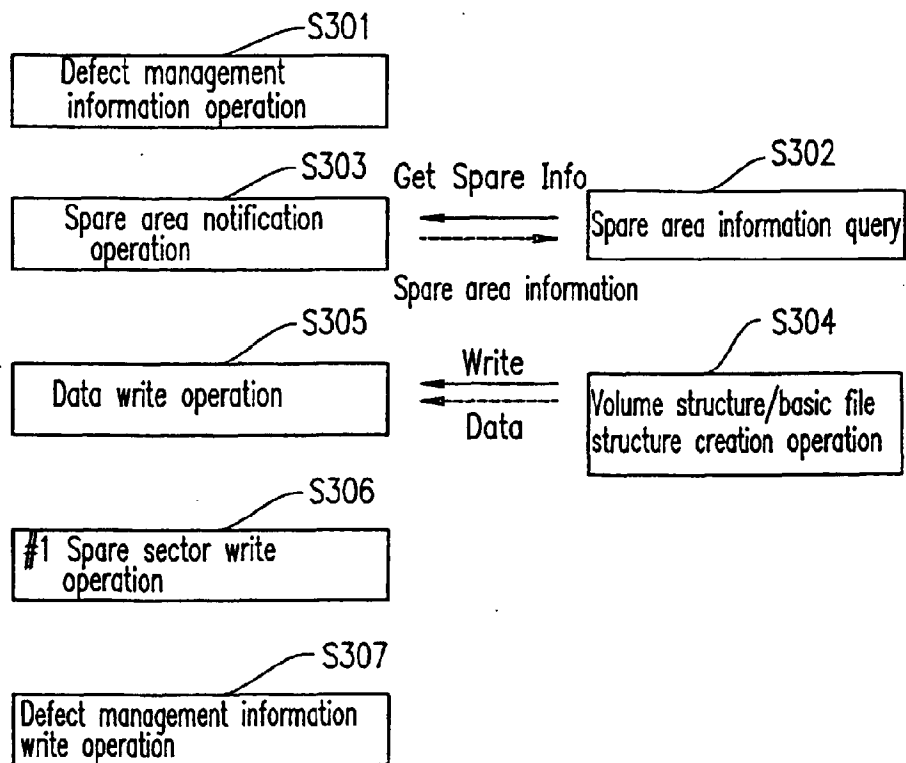 S301
Defect management
information operation
S303
Spare area notification
operation
Get Spare Info
Spare area information
S302
Spare area information query
S305
Data write operation
Write
Data
S304
Volume structure/basic file
structure creation operation
S306
#1 Spare sector write
operation
S307
Defect management information
write operation